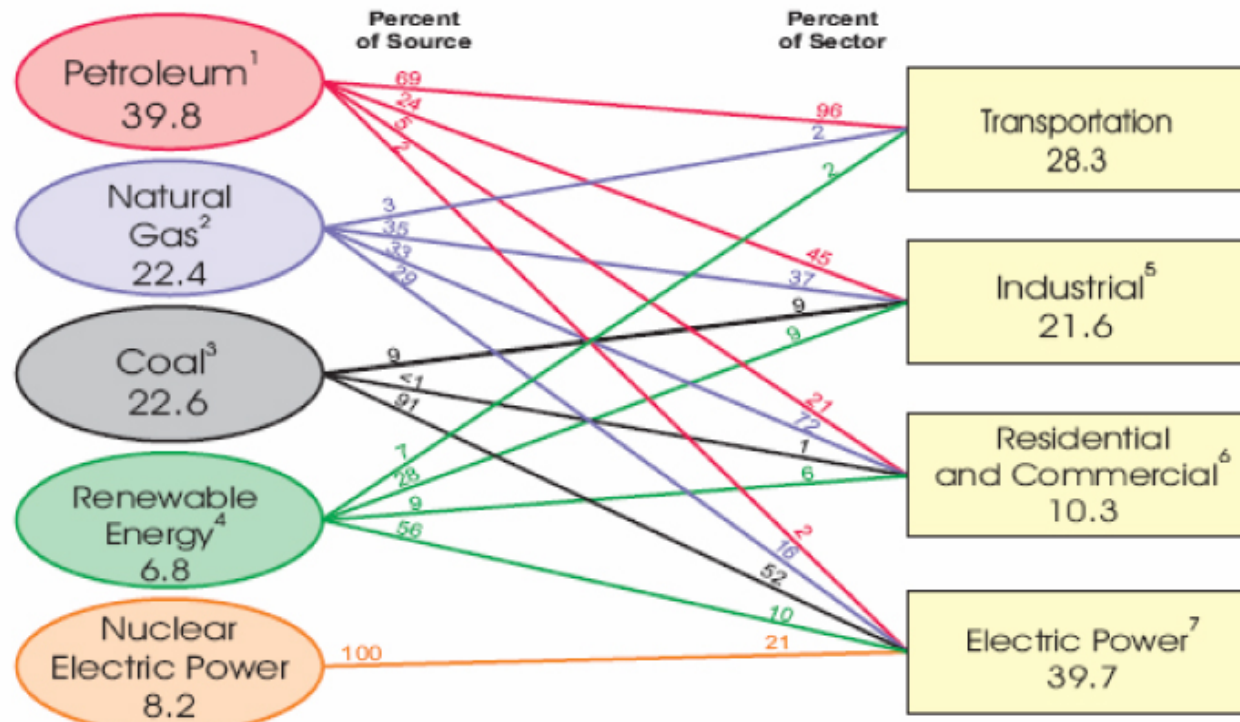 Percent
of Source
Percent
of Sector
Petroleum¹
39.8
Natural
Gas²
22.4
Coal³
22.6
Renewable
Energy⁴
6.8
Nuclear
Electric Power
8.2
69
24
5
2
3
35
33
29
9
<1
91
7
28
9
56
100
96
2
2
45
37
9
9
21
72
1
6
2
16
52
10
21
Transportation
28.3
Industrial⁵
21.6
Residential
and Commercial⁶
10.3
Electric Power⁷
39.7